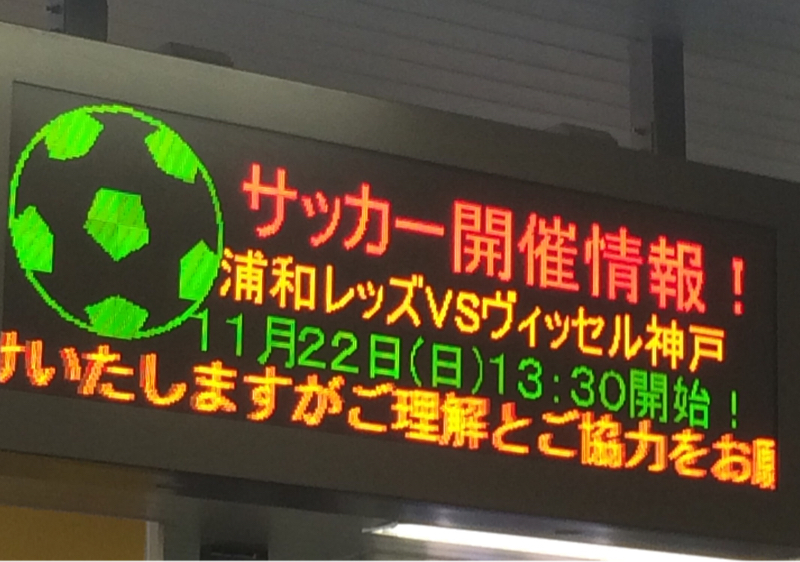 サッカー開催情報！
浦和レッズVSヴィッセル神戸
11月22日(日)13:30開始！
けいたしますがご理解とご協力をお願